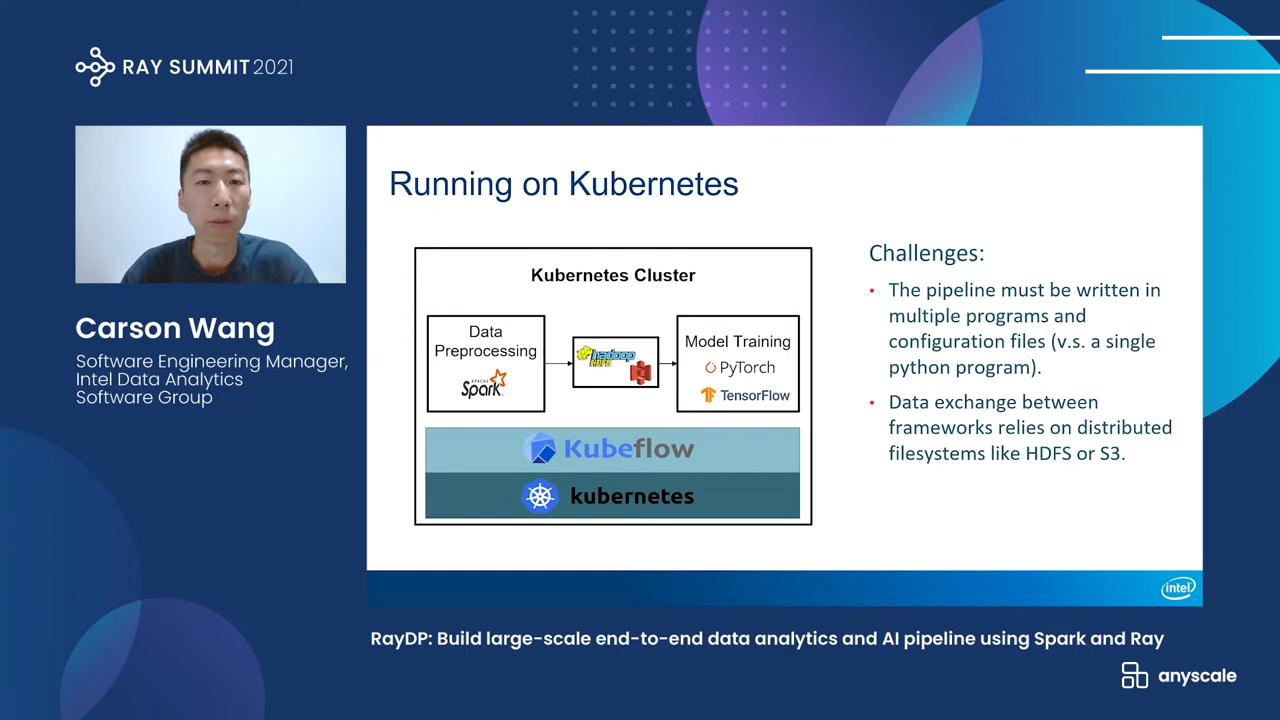 RAY SUMMIT 2021
Carson Wang
Software Engineering Manager,
Intel Data Analytics
Software Group
Running on Kubernetes
Kubernetes Cluster
Data
Preprocessing
APACHE
Spark
hadoop
HDFS
Model Training
PyTorch
TensorFlow
Kubeflow
kubernetes
Challenges:
• The pipeline must be written in
multiple programs and
configuration files (v.s. a single
python program).
• Data exchange between
frameworks relies on distributed
filesystems like HDFS or S3.
intel
RayDP: Build large-scale end-to-end data analytics and AI pipeline using Spark and Ray
anyscale